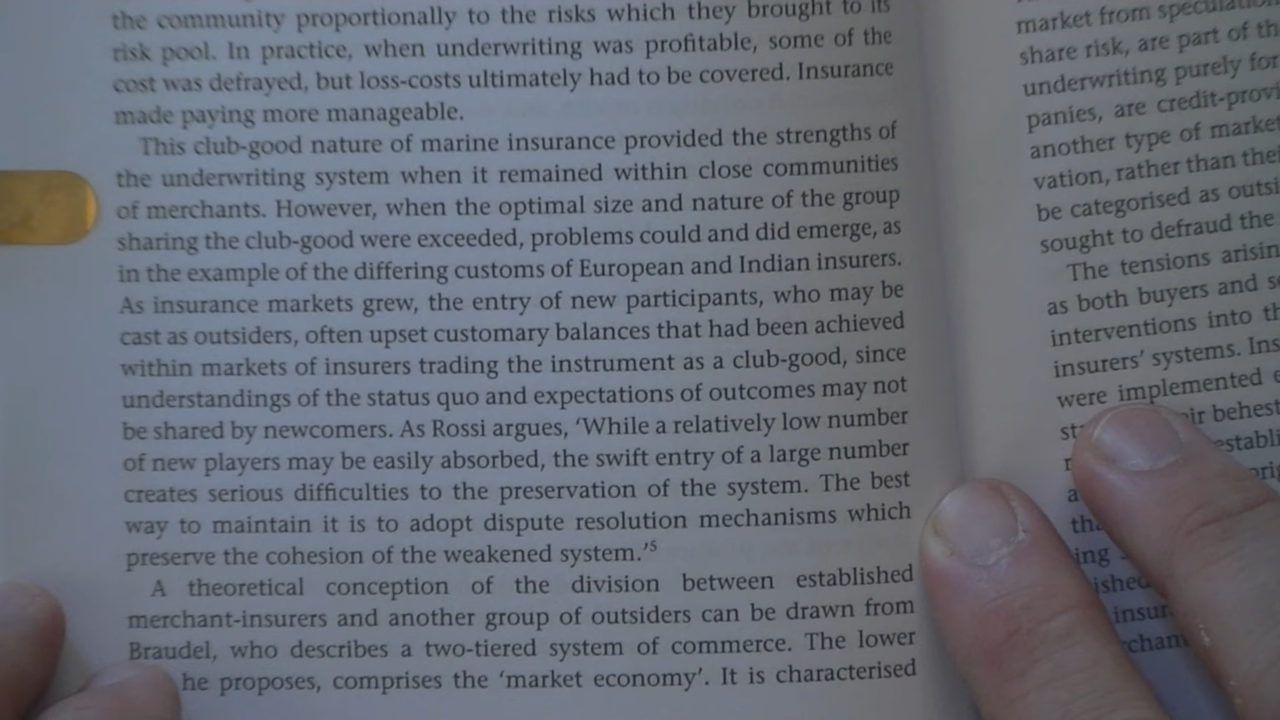 the community proportionally to the risks which they brought to its
risk pool. In practice, when underwriting was profitable, some of the
cost was defrayed, but loss-costs ultimately had to be covered. Insurance
made paying more manageable.
This club-good nature of marine insurance provided the strengths of
the underwriting system when it remained within close communities
of merchants. However, when the optimal size and nature of the group
sharing the club-good were exceeded, problems could and did emerge, as
in the example of the differing customs of European and Indian insurers.
As insurance markets grew, the entry of new participants, who may be
cast as outsiders, often upset customary balances that had been achieved
within markets of insurers trading the instrument as a club-good, since
understandings of the status quo and expectations of outcomes may not
be shared by newcomers. As Rossi argues, ‘While a relatively low number
of new players may be easily absorbed, the swift entry of a large number
creates serious difficulties to the preservation of the system. The best
way to maintain it is to adopt dispute resolution mechanisms which
preserve the cohesion of the weakened system.’5
A theoretical conception of the division between established
merchant-insurers and another group of outsiders can be drawn from
Braudel, who describes a two-tiered system of commerce. The lower
he proposes, comprises the ‘market economy’. It is characterised
market from
share risk, are part of
underwriting purely for
panies, are
another type of
vation, rather than
be categorised as
sought to defraud the
The tensions
as both buyers and
interventions into
insurers’ systems.
were implemented